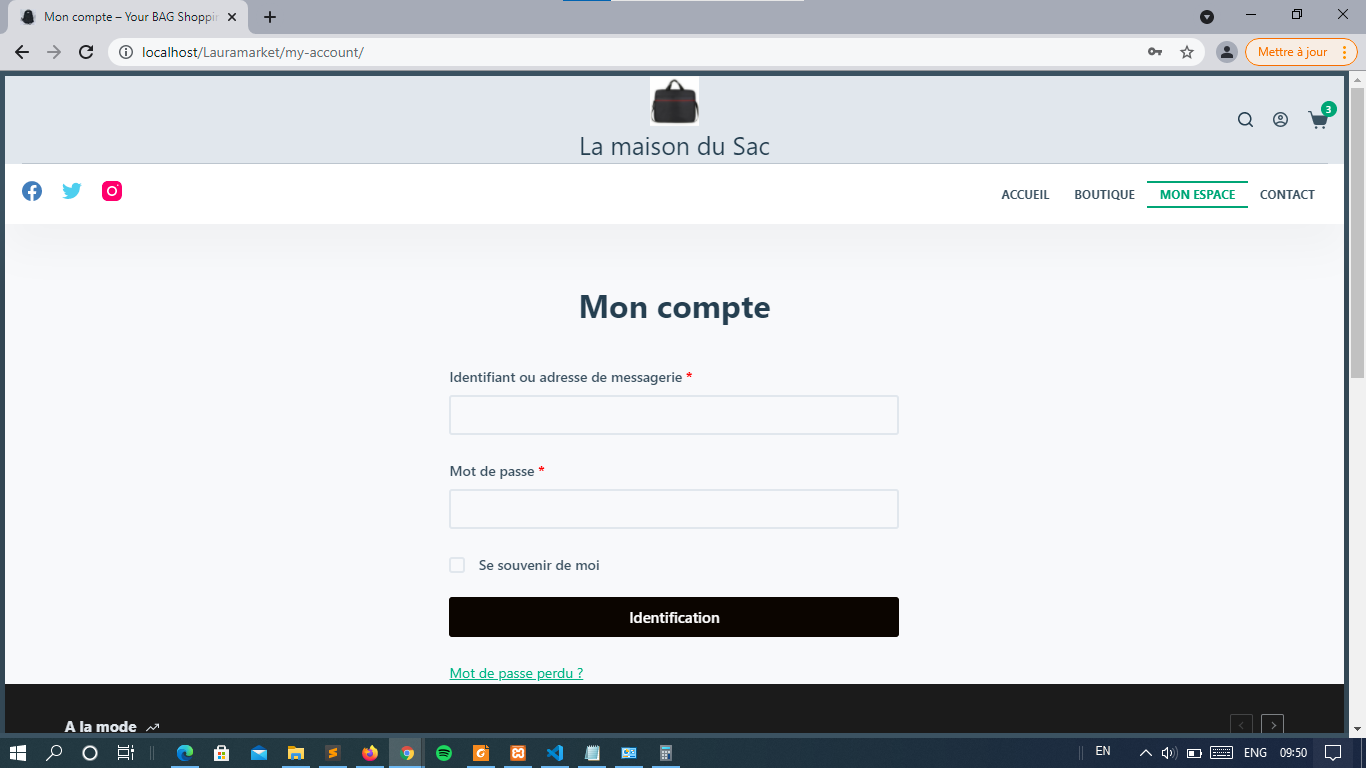 Mon compte – Your BAG Shoppin
localhost/Lauramarket/my-account/
Mettre à jour
3
La maison du Sac
ACCUEIL BOUTIQUE MON ESPACE CONTACT
Mon compte
Identifiant ou adresse de messagerie *
Mot de passe *
Se souvenir de moi
Identification
Mot de passe perdu ?
A la mode
EN ENG 09:50